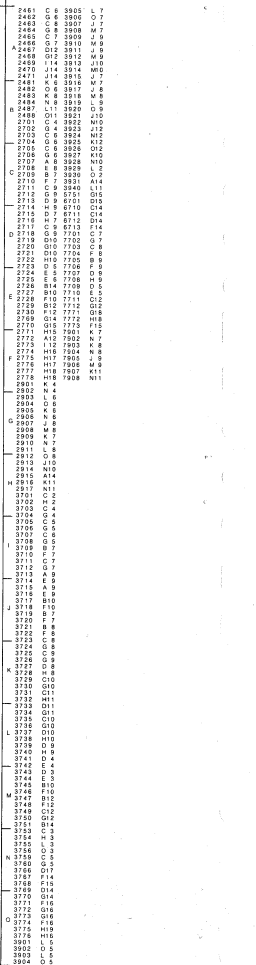 2461 C 6 3905 L 7
2462 G 6 3906 O 7
2463 C 8 3907 J 7
2464 G 8 3908 M 7
2465 C 7 3909 J 9
A 2466 G 7 3910 M 9
2467 D12 3911 J 9
2468 G12 3912 M 9
2469 I 14 3913 J10
2470 J14 3914 M10
2471 J14 3915 J 7
2481 K 6 3916 M 7
2482 O 6 3917 J 8
2483 K 8 3918 M 8
2484 N 8 3919 L 9
B 2487 L11 3920 O 9
2488 O11 3921 J10
2701 C 4 3922 N10
2702 G 4 3923 J12
2703 C 6 3924 N12
2704 G 6 3925 K12
2705 C 6 3926 O12
2706 G 6 3927 K10
2707 A 8 3928 N10
C 2708 E 8 3929 L 2
2709 B 7 3930 O 2
2710 F 7 3931 A14
2711 C 9 3940 L11
2712 G 9 5751 G15
2713 D 9 6701 D15
2714 H 9 6710 C14
2715 D 7 6711 C14
2716 H 7 6712 D14
2717 C 9 6713 F14
D 2718 G 9 7701 C 7
2719 D10 7702 G 7
2720 G10 7703 C 8
2721 D10 7704 F 8
2722 H10 7705 B 9
2723 D 5 7706 F 9
2724 E 5 7707 D 9
2725 E 6 7708 H 9
2726 B14 7709 D 5
E 2727 B10 7710 E 5
2728 F10 7711 C12
2729 B12 7712 G12
2730 F12 7771 G18
2769 G14 7772 H18
2770 G15 7773 F15
2771 H15 7901 K 7
2772 A12 7902 N 7
F 2773 I 12 7903 K 8
2774 H16 7904 N 8
2775 H17 7905 J 9
2776 H17 7906 M 9
2777 H18 7907 K11
2778 H18 7908 N11
2901 K 4
2902 N 4
2903 L 6
2904 O 6
2905 K 6
G 2906 N 6
2907 J 8
2908 M 8
2909 K 7
2910 N 7
2911 L 8
2912 O 8
2913 J10
2914 N10
2915 A14
H 2916 K11
2917 N11
3701 C 2
3702 H 2
3703 C 4
3704 G 4
3705 C 5
3706 G 5
3707 C 6
I 3708 G 5
3709 B 7
3710 F 7
3711 C 7
3712 G 7
3713 A 9
3714 E 9
3715 A 9
3716 E 9
3717 B10
J 3718 F10
3719 B 7
3720 F 7
3721 B 8
3722 F 8
3723 C 8
3724 G 8
3725 C 9
3726 G 9
K 3727 D 8
3728 H 8
3729 C10
3730 G10
3731 C11
3732 H11
3733 D11
3734 G11
3735 C10
3736 G10
L 3737 D10
3738 H10
3739 D 9
3740 H 9
3741 D 4
3742 E 4
3743 D 3
3744 E 3
3745 B10
M 3746 F10
3747 B12
3748 F12
3749 C12
3750 G12
3751 B14
3753 C 3
3754 H 3
3755 L 3
3756 O 3
N 3759 C 5
3760 G 5
3766 D17
3767 F14
3768 F15
3769 D14
3770 G14
3771 F16
3772 G16
O 3773 G16
3774 F16
3775 H19
3776 H15
3901 L 5
3902 O 5
3903 L 5
3904 O 5